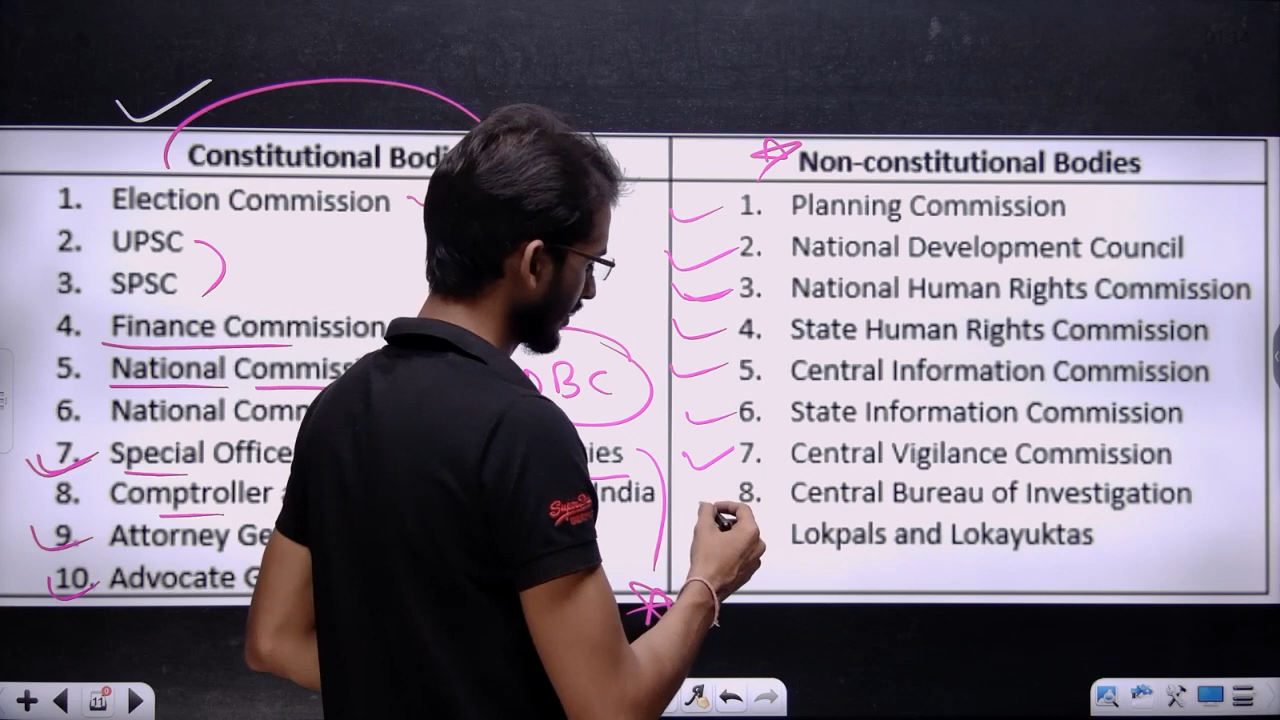 Constitutional Bodi
1. Election Commission
2. UPSC
3. SPSC
4. Finance Commission
5. National Commis
6. National Com
7. Special Office ies
8. Comptroller India
9. Attorney Ge
10. Advocate G
OBC
Non-constitutional Bodies
1. Planning Commission
2. National Development Council
3. National Human Rights Commission
4. State Human Rights Commission
5. Central Information Commission
6. State Information Commission
7. Central Vigilance Commission
8. Central Bureau of Investigation
Lokpals and Lokayuktas
11